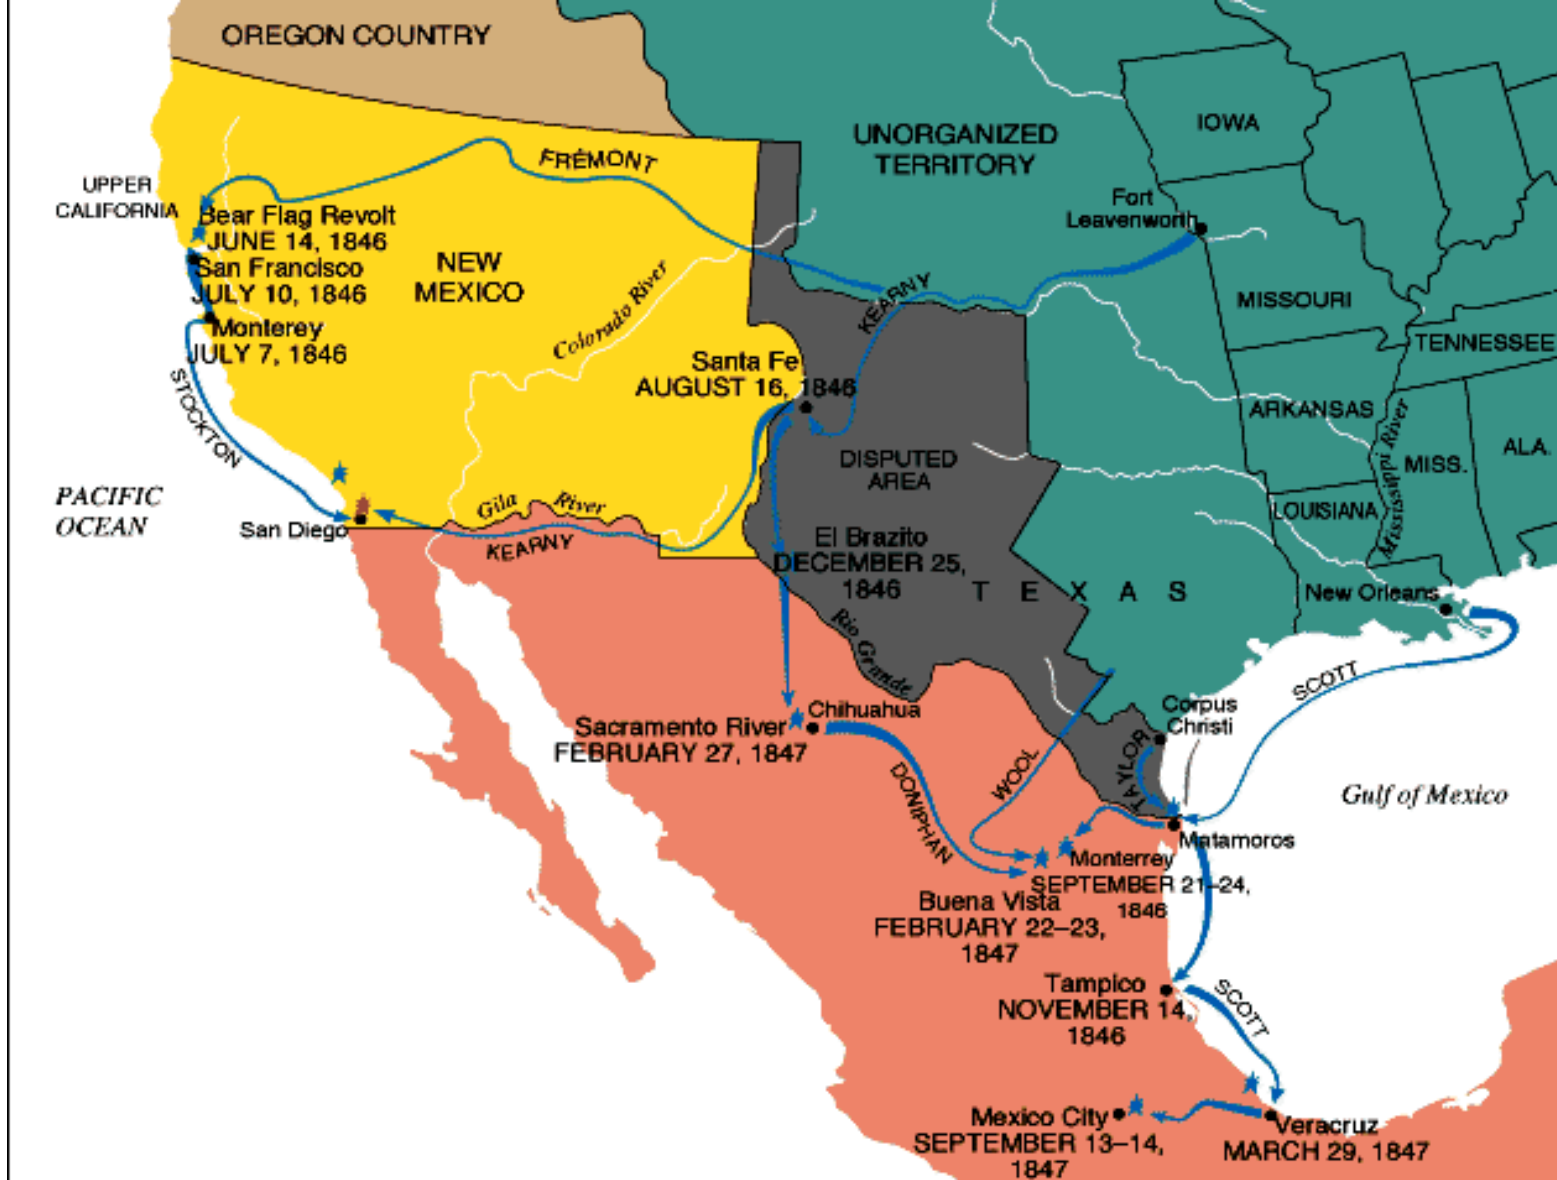 OREGON COUNTRY
IOWA
UNORGANIZED
TERRITORY
FRÉMONT
UPPER
CALIFORNIA
Fort
Leavenworth
Bear Flag Revolt
JUNE 14, 1846
San Francisco
JULY 10, 1846
Monterey
JULY 7, 1846
NEW
MEXICO
Colorado River
KEARNY
MISSOURI
TENNESSEE
Santa Fe
AUGUST 16, 1846
STOCKTON
ARKANSAS
Mississippi River
MISS.
ALA.
DISPUTED
AREA
PACIFIC
OCEAN
San Diego
Gila River
KEARNY
LOUISIANA
El Brazito
DECEMBER 25,
1846
TEXAS
New Orleans
Rio Grande
SCOTT
Corpus
Christi
Chihuahua
Sacramento River
FEBRUARY 27, 1847
DONIPHAN
WOOL
TAYLOR
Gulf of Mexico
Matamoros
Monterrey
SEPTEMBER 21–24,
1846
Buena Vista
FEBRUARY 22–23,
1847
Tampico
NOVEMBER 14,
1846
SCOTT
Mexico City
SEPTEMBER 13–14,
1847
Veracruz
MARCH 29, 1847